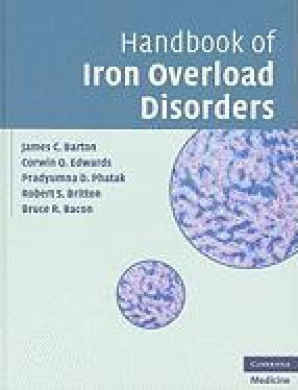 Handbook of
Iron Overload
Disorders
James C. Barton
Corwin Q. Edwards
Pradyumna D. Phatak
Robert S. Britton
Bruce R. Bacon
CAMBRIDGE
Medicine